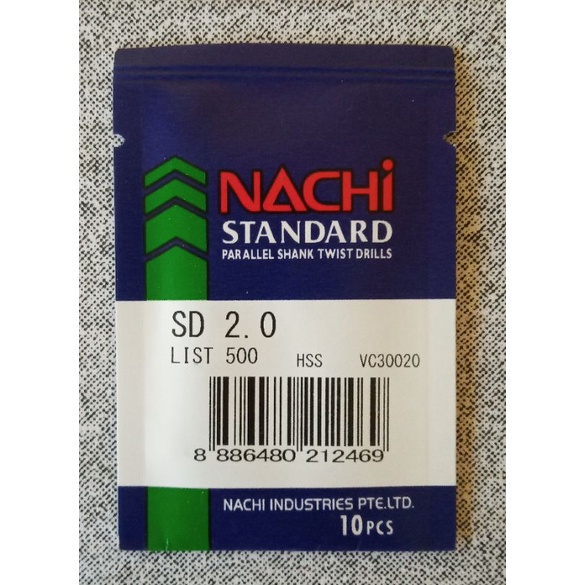 NACHi
STANDARD
PARALLEL SHANK TWIST DRILLS
SD 2.0
LIST 500 HSS VC30020
8 886480 212469
NACHI INDUSTRIES PTE.LTD.
10PCS